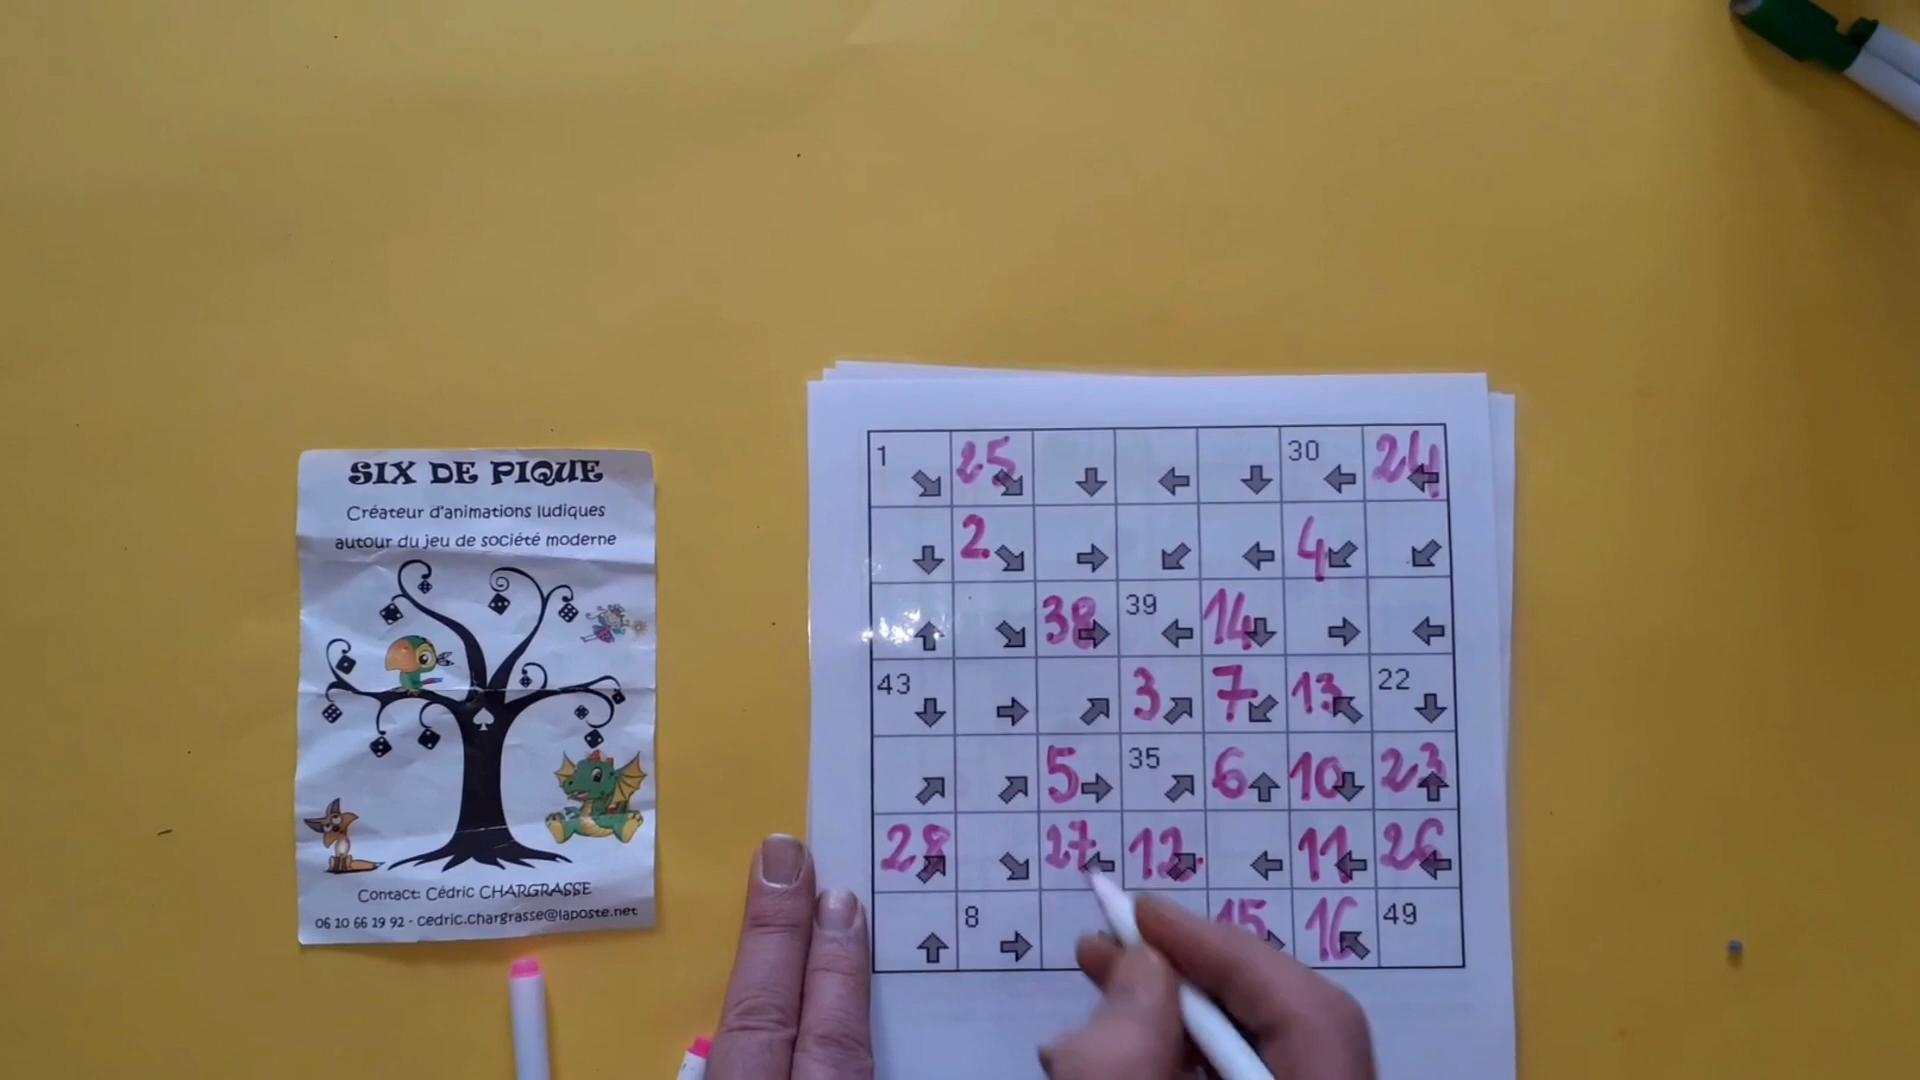 SIX DE PIQUE
Créateur d'animations ludiques
autour du jeu de société moderne
Contact: Cédric CHARGRASSE
06 10 66 19 92 - cedric.chargrasse@laposte.net
1 25 30 24
2 4
38 39 14
43 3 7 13 22
5 35 6 10 23
28 27 12 11 26
8 15 16 49